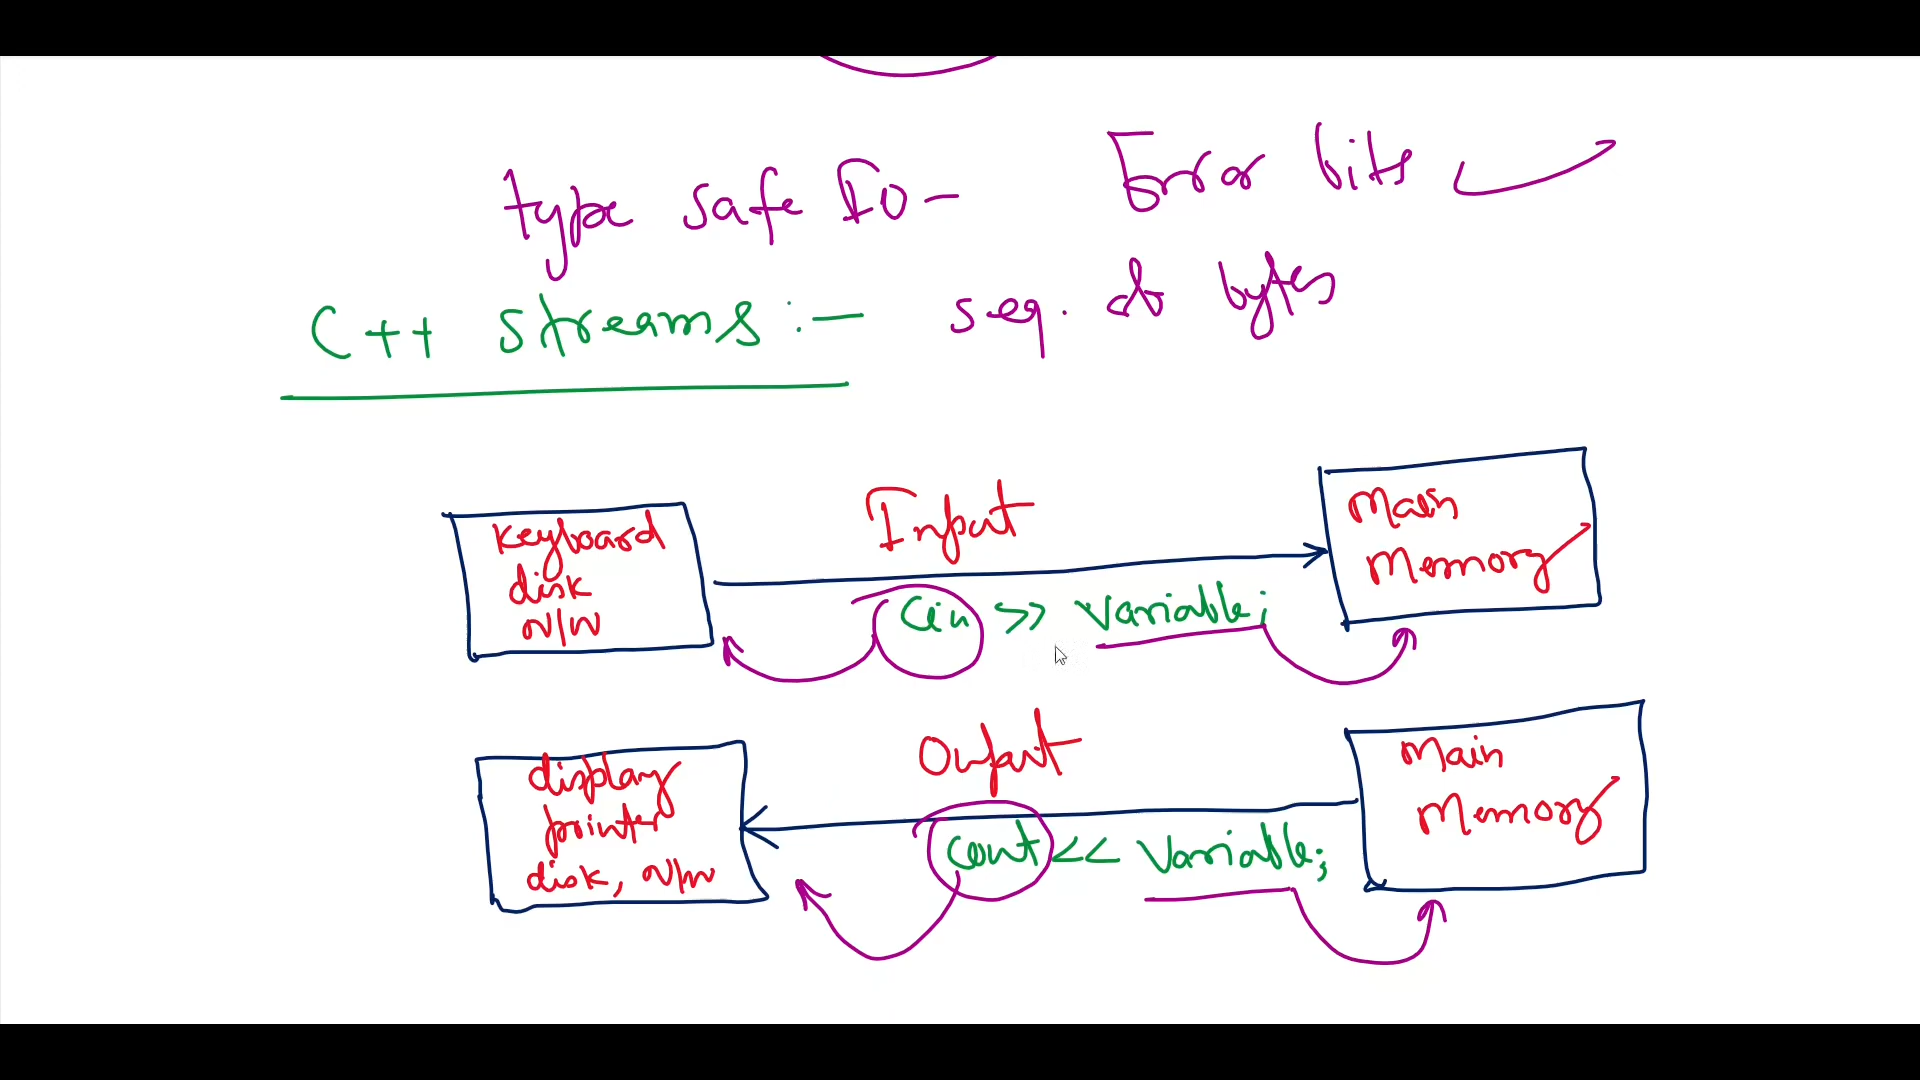 type safe IO - Error bits
C++ streams :- seq. of bytes
Input
keyboard
disk
N/W
Main
Memory
cin >> variable;
Output
display
printer
disk, N/W
Main
Memory
cout << variable;